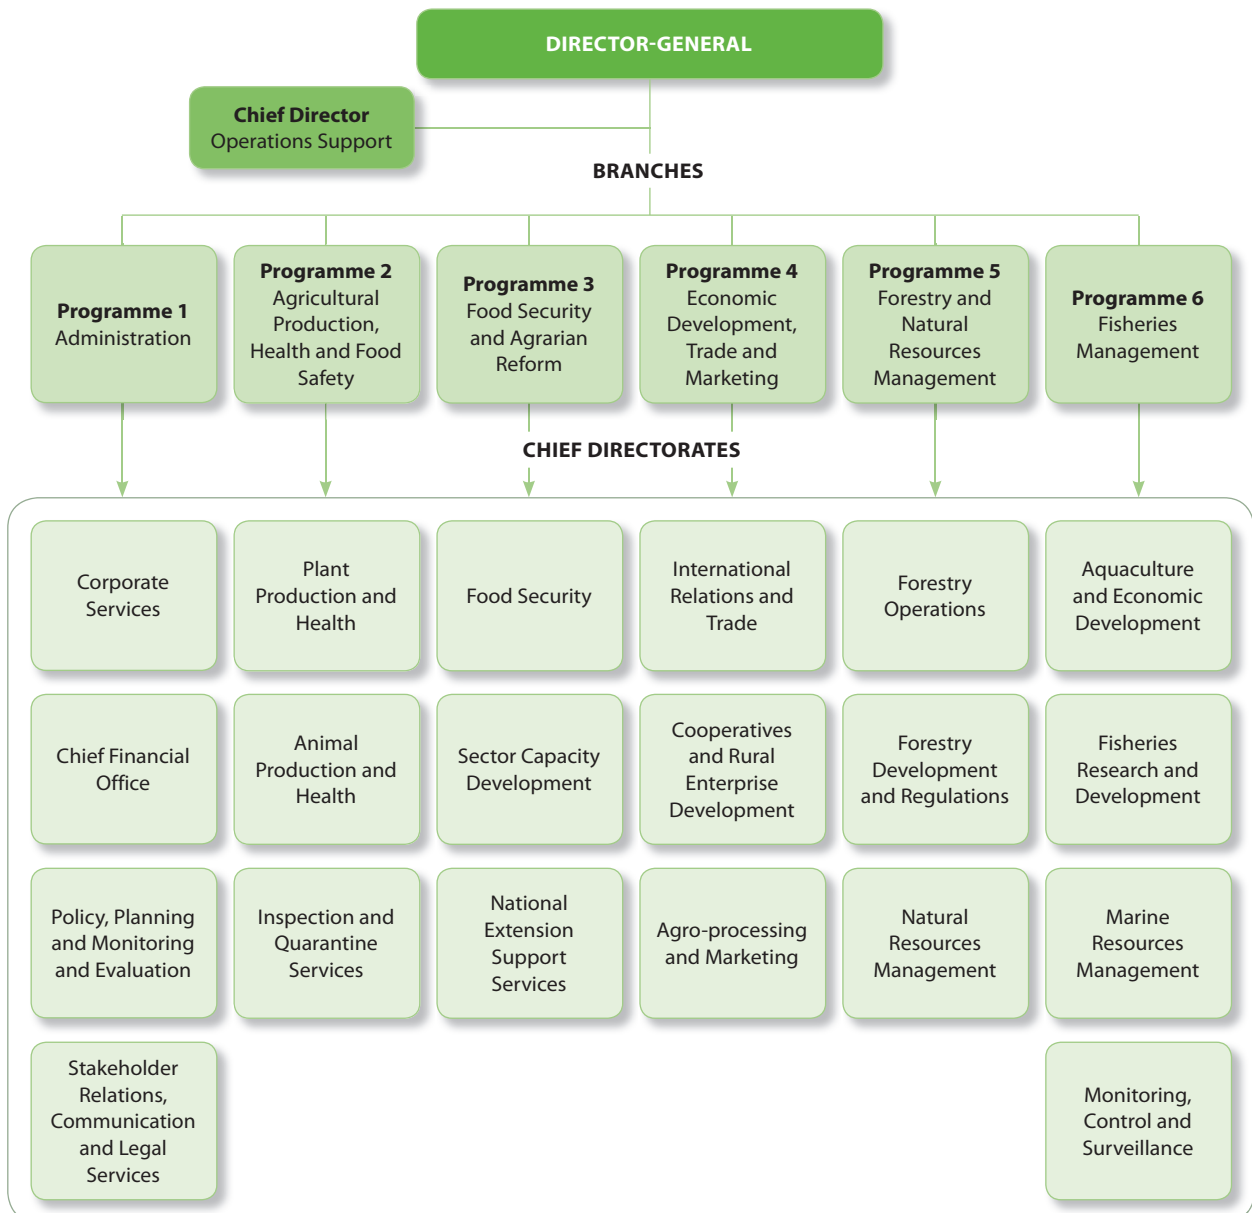 DIRECTOR-GENERAL
Chief Director
Operations Support
BRANCHES
Programme 1
Administration
Programme 2
Agricultural
Production,
Health and Food
Safety
Programme 3
Food Security
and Agrarian
Reform
Programme 4
Economic
Development,
Trade and
Marketing
Programme 5
Forestry and
Natural
Resources
Management
Programme 6
Fisheries
Management
CHIEF DIRECTORATES
Corporate
Services
Plant
Production and
Health
Food Security
International
Relations and
Trade
Forestry
Operations
Aquaculture
and Economic
Development
Chief Financial
Office
Animal
Production and
Health
Sector Capacity
Development
Cooperatives
and Rural
Enterprise
Development
Forestry
Development
and Regulations
Fisheries
Research and
Development
Policy, Planning
and Monitoring
and Evaluation
Inspection and
Quarantine
Services
National
Extension
Support
Services
Agro-processing
and Marketing
Natural
Resources
Management
Marine
Resources
Management
Stakeholder
Relations,
Communication
and Legal
Services
Monitoring,
Control and
Surveillance